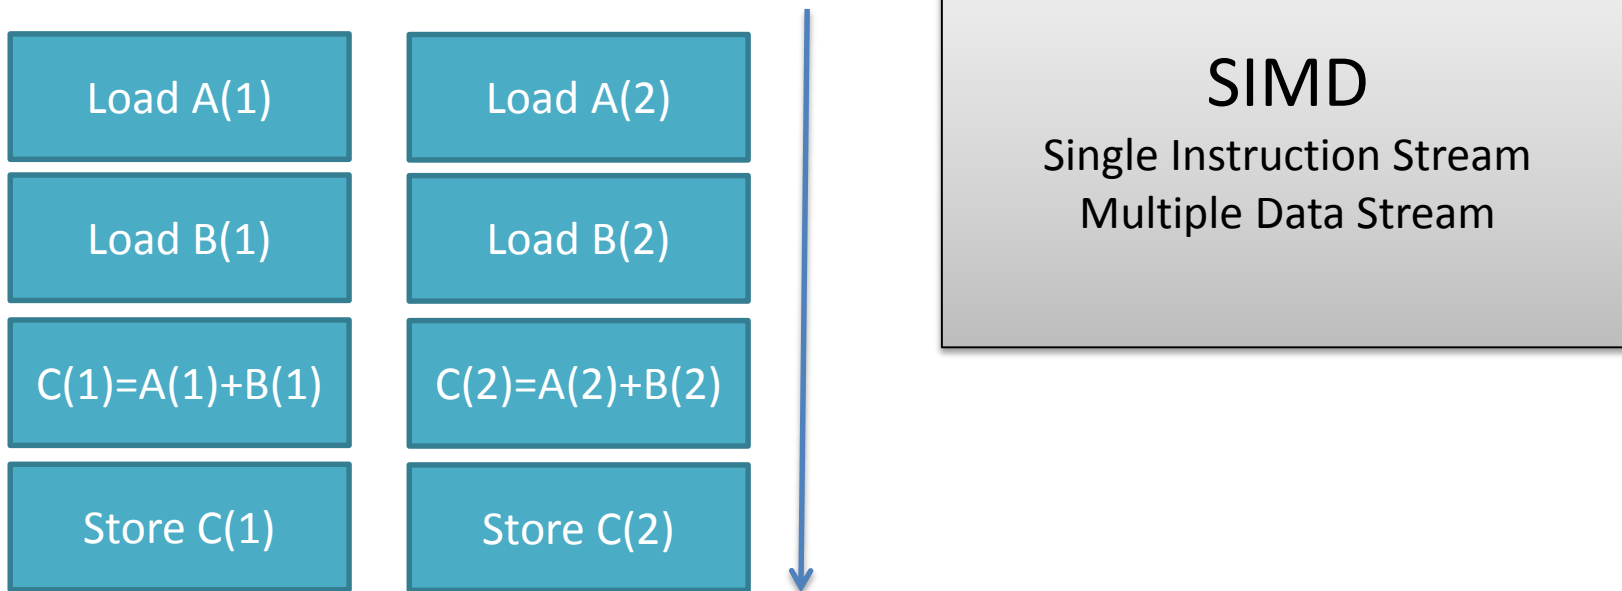 Load A(1)
Load B(1)
C(1)=A(1)+B(1)
Store C(1)
Load A(2)
Load B(2)
C(2)=A(2)+B(2)
Store C(2)
SIMD
Single Instruction Stream
Multiple Data Stream